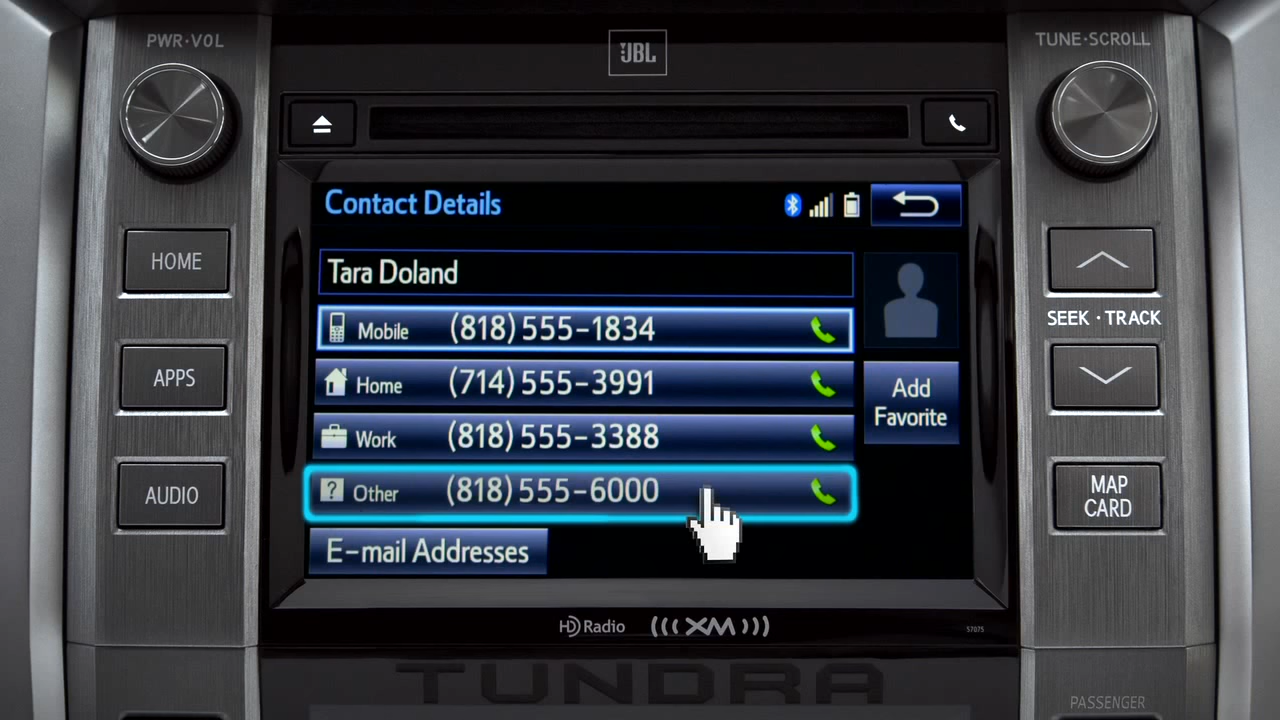 PWR·VOL
JBL
TUNE·SCROLL
Contact Details
Tara Doland
Mobile (818) 555-1834
Home (714) 555-3991
Work (818) 555-3388
? Other (818) 555-6000
Add
Favorite
E-mail Addresses
HOME
APPS
AUDIO
SEEK · TRACK
MAP
CARD
HD Radio
((( XM )))
57075
TUNDRA
PASSENGER